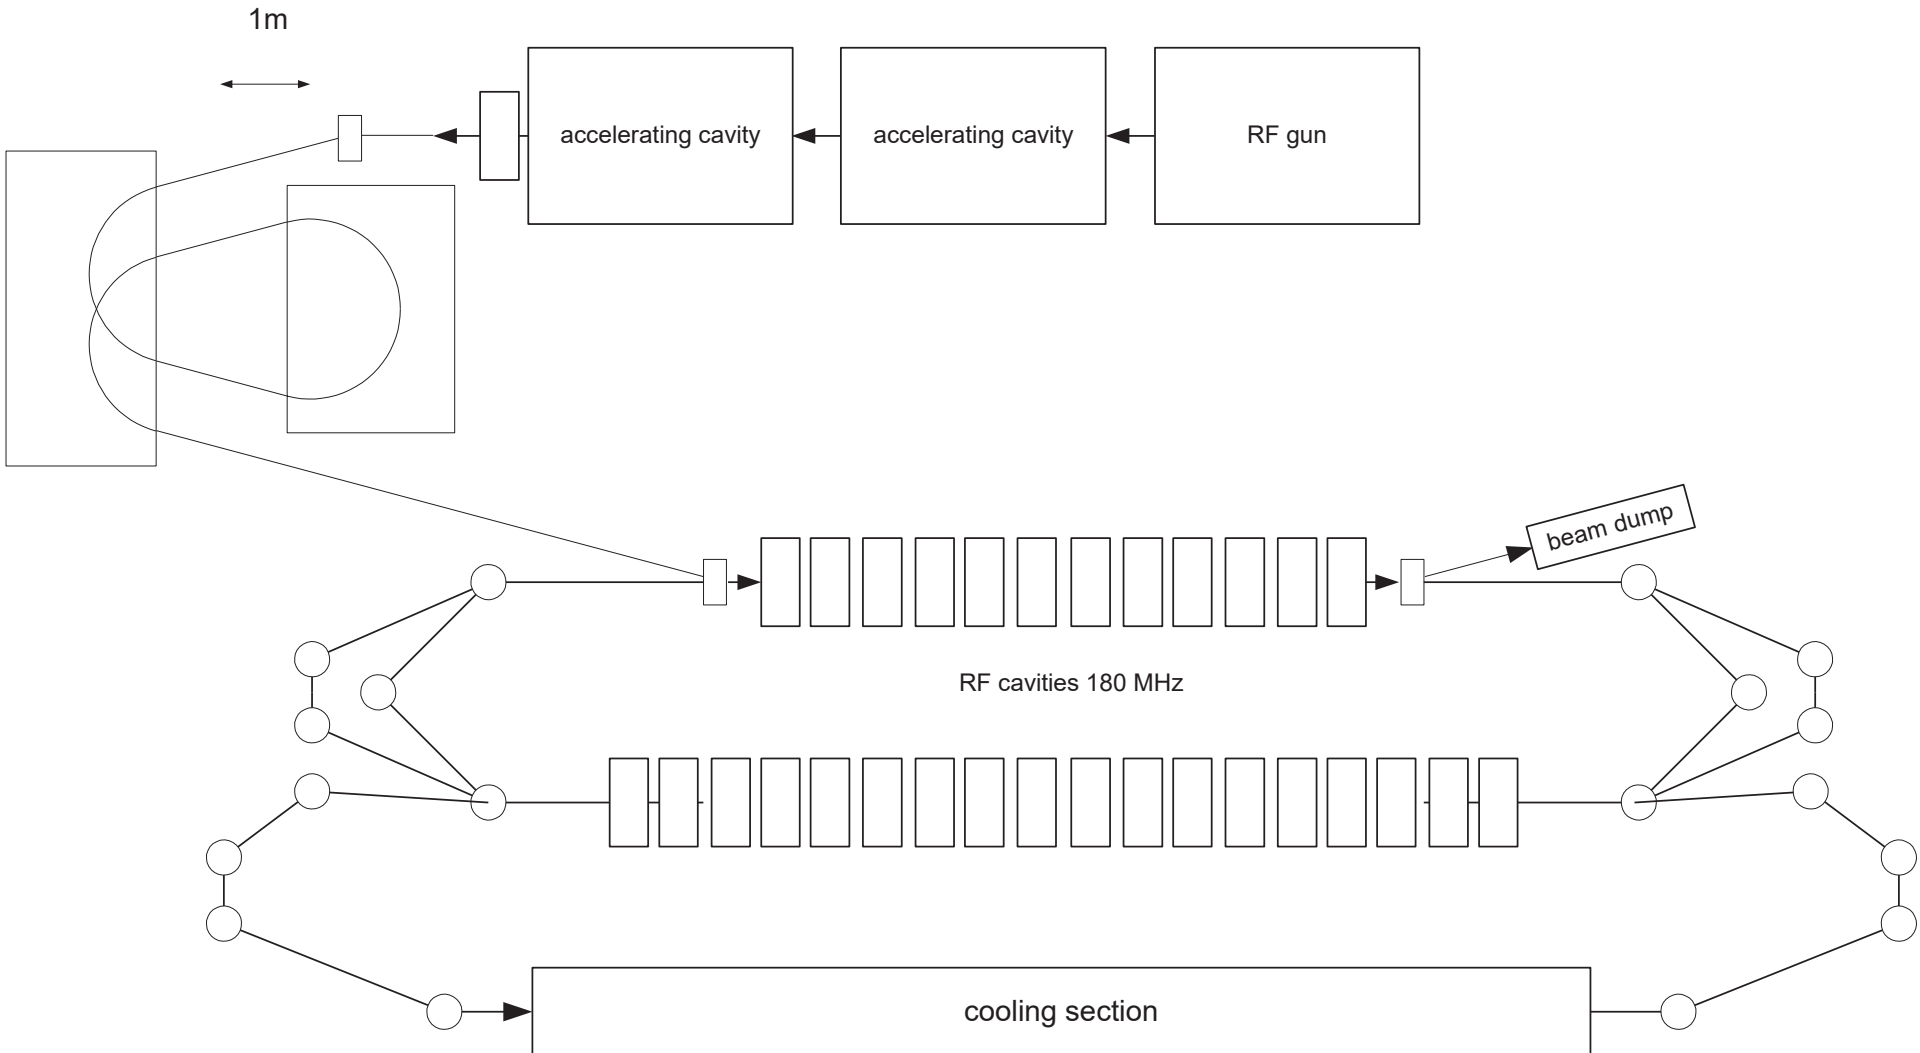 1m
accelerating cavity
accelerating cavity
RF gun
beam dump
RF cavities 180 MHz
cooling section